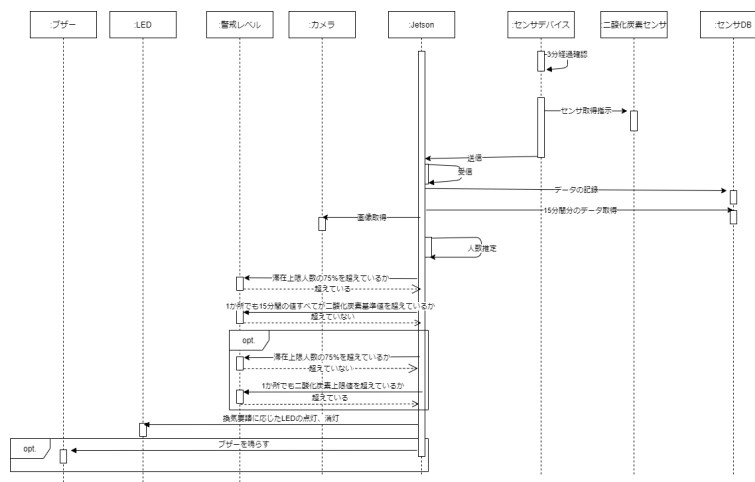 :ブザー
:LED
:警戒レベル
:カメラ
:Jetson
:センサデバイス
:二酸化炭素センサ
:センサDB
3分経過確認
センサ取得指示
送信
受信
データの記録
15分間分のデータ取得
画像取得
人数推定
滞在上限人数の75%を超えているか
超えている
1か所でも15分間の値すべてが二酸化炭素基準値を超えているか
超えていない
opt.
滞在上限人数の75%を超えているか
超えていない
1か所でも二酸化炭素上限値を超えているか
超えている
換気要請に応じたLEDの点灯、消灯
opt.
ブザーを鳴らす